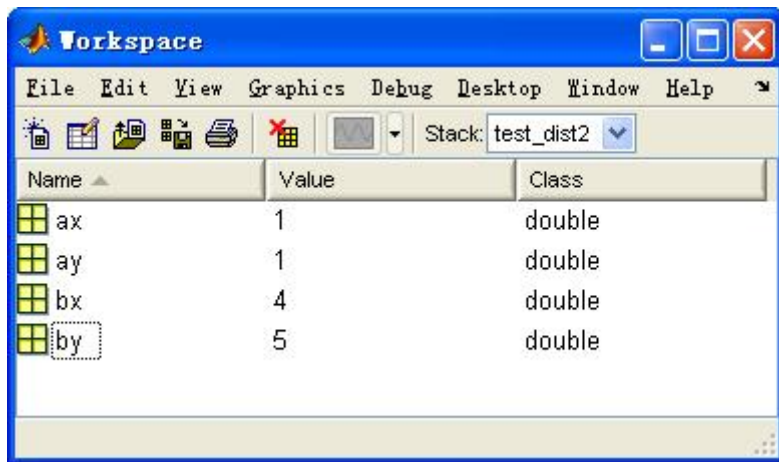 Workspace
File Edit View Graphics Debug Desktop Window Help
Stack: test_dist2
Name Value Class
ax 1 double
ay 1 double
bx 4 double
by 5 double